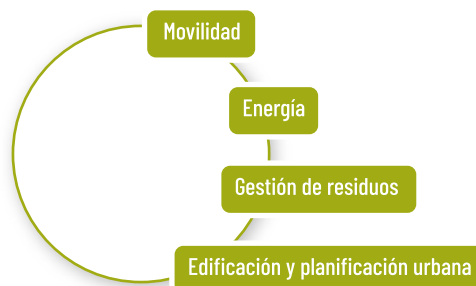 Movilidad
Energía
Gestión de residuos
Edificación y planificación urbana